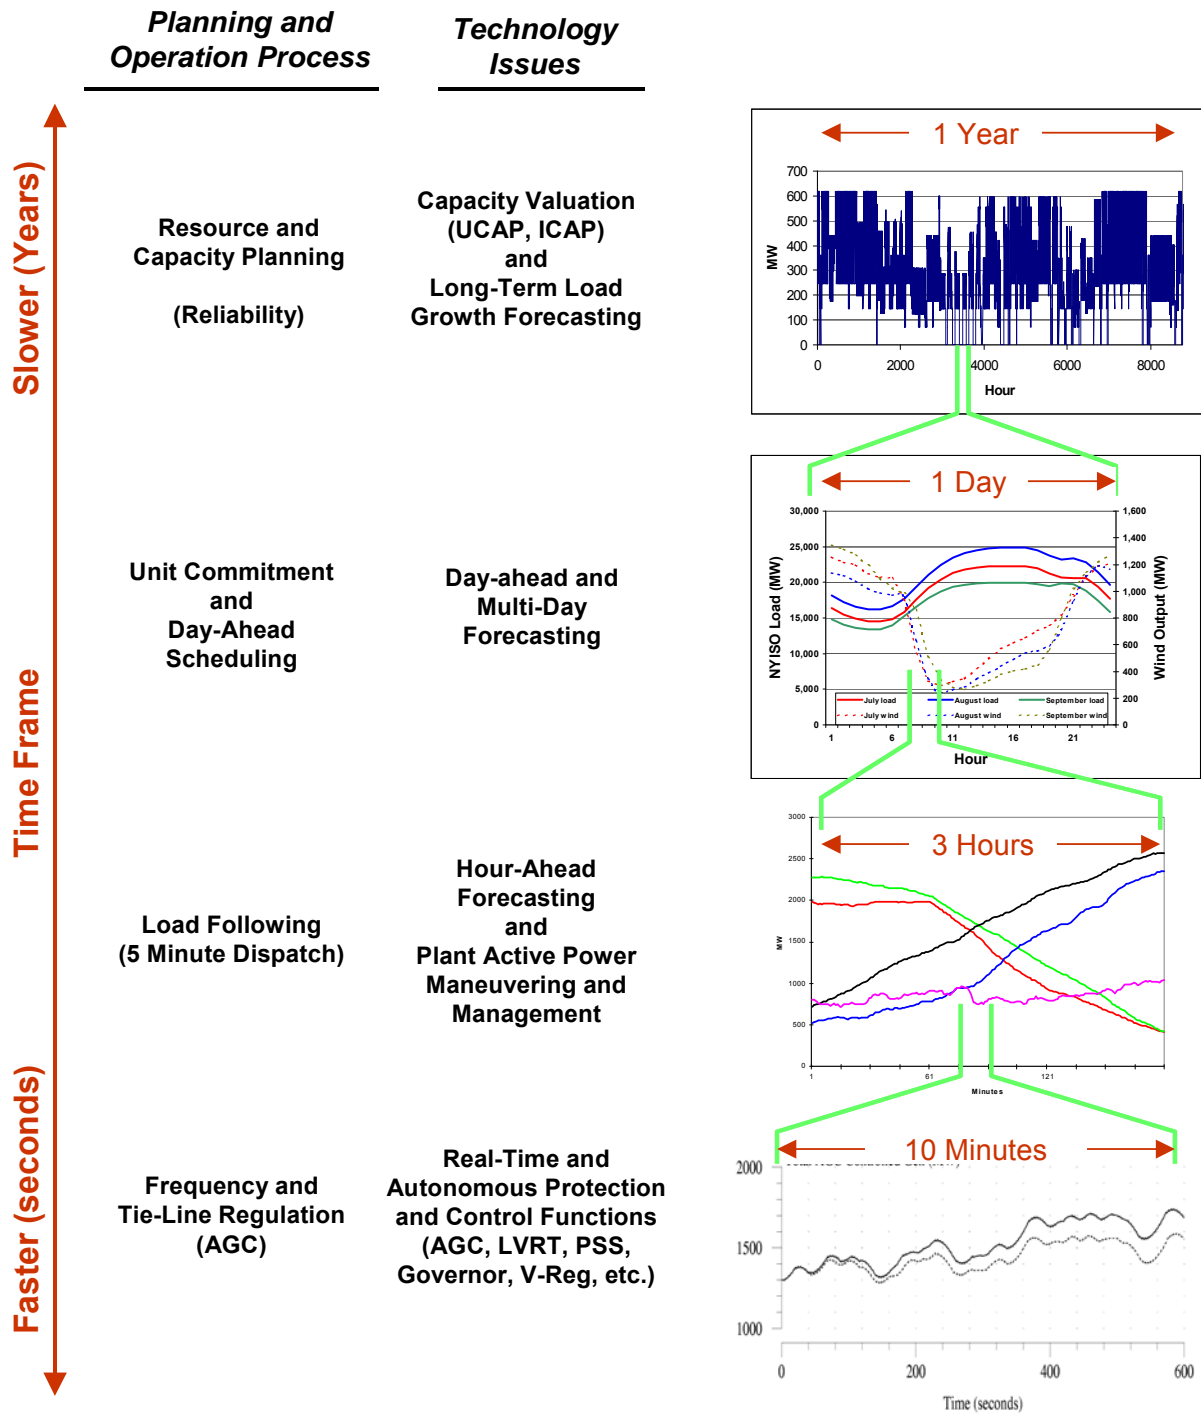 Planning and
Operation Process
Technology
Issues
Slower (Years)
Time Frame
Faster (seconds)
Resource and
Capacity Planning
(Reliability)
Capacity Valuation
(UCAP, ICAP)
and
Long-Term Load
Growth Forecasting
1 Year
700
600
500
400
300
200
100
0
MW
0 2000 4000 6000 8000
Hour
Unit Commitment
and
Day-Ahead
Scheduling
Day-ahead and
Multi-Day
Forecasting
1 Day
30,000
25,000
20,000
15,000
10,000
5,000
0
NYISO Load (MW)
1,600
1,400
1,200
1,000
800
600
400
200
0
Wind Output (MW)
July load August load September load
July wind August wind September wind
1 6 11 16 21
Hour
Load Following
(5 Minute Dispatch)
Hour-Ahead
Forecasting
and
Plant Active Power
Maneuvering and
Management
3 Hours
3000
2500
2000
1500
1000
500
0
MW
1 61 121
Minutes
Frequency and
Tie-Line Regulation
(AGC)
Real-Time and
Autonomous Protection
and Control Functions
(AGC, LVRT, PSS,
Governor, V-Reg, etc.)
10 Minutes
2000
1500
1000
0 200 400 600
Time (seconds)